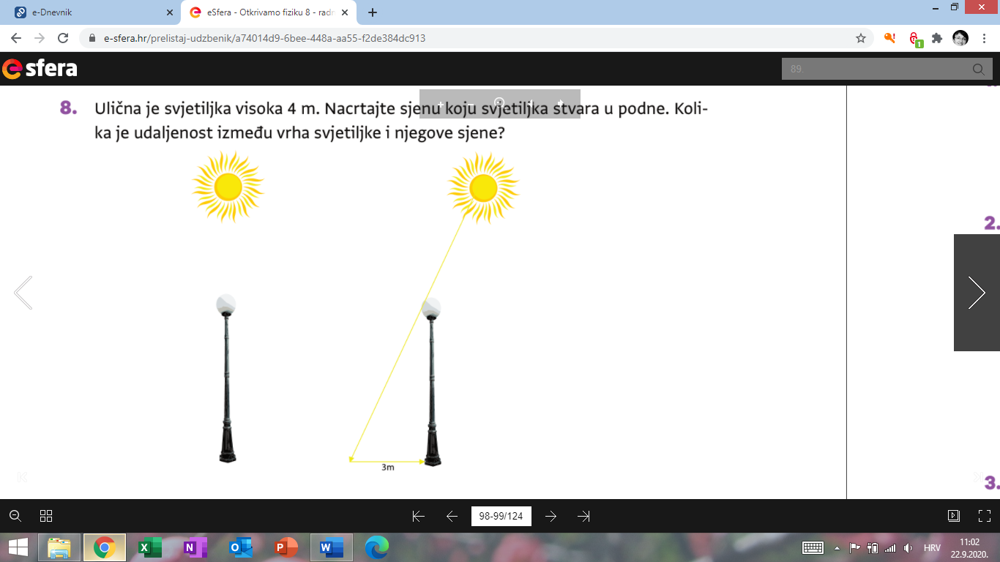 e-Dnevnik
eSfera - Otkrivamo fiziku 8 - radn
e-sfera.hr/prelistaj-udzbenik/a74014d9-6bee-448a-aa55-f2de384dc913
1
esfera
89.
8. Ulična je svjetiljka visoka 4 m. Nacrtajte sjenu koju svjetiljka stvara u podne. Koli-
ka je udaljenost između vrha svjetiljke i njegove sjene?
2.
3m
3.
98-99/124
HRV
11:02
22.9.2020.